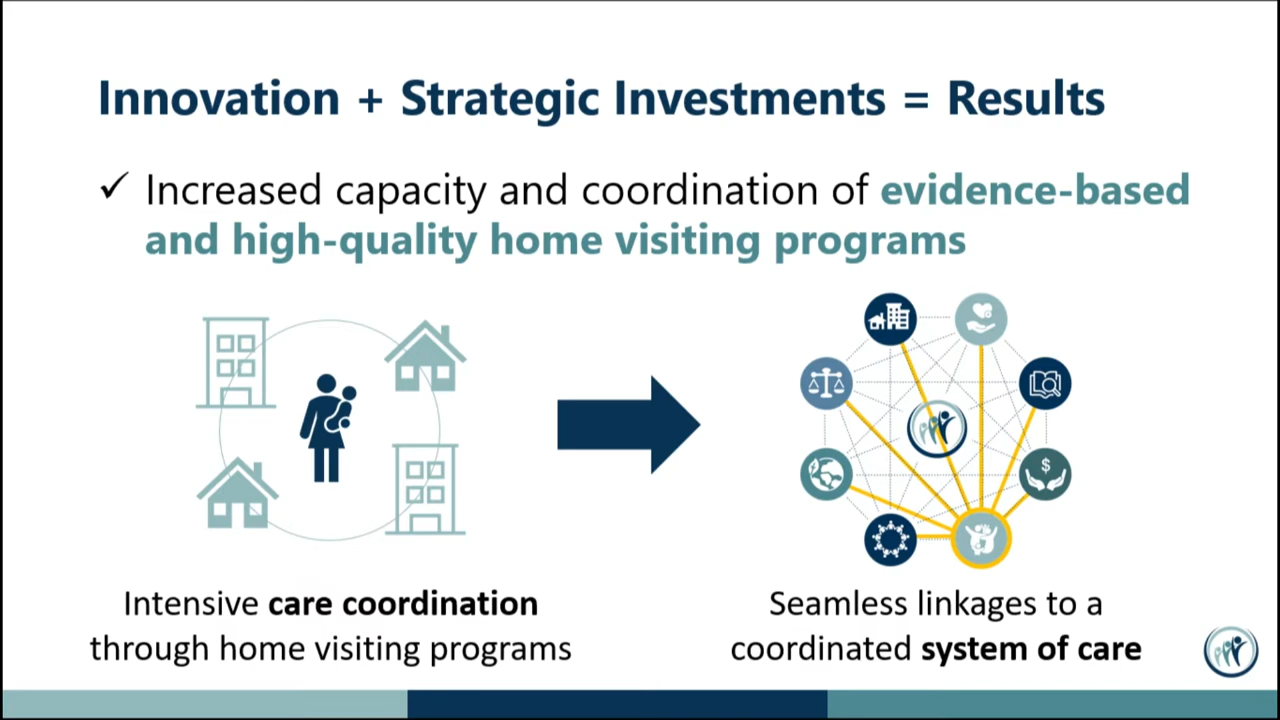 Innovation + Strategic Investments = Results
✓ Increased capacity and coordination of evidence-based
and high-quality home visiting programs
$
Intensive care coordination
through home visiting programs
Seamless linkages to a
coordinated system of care